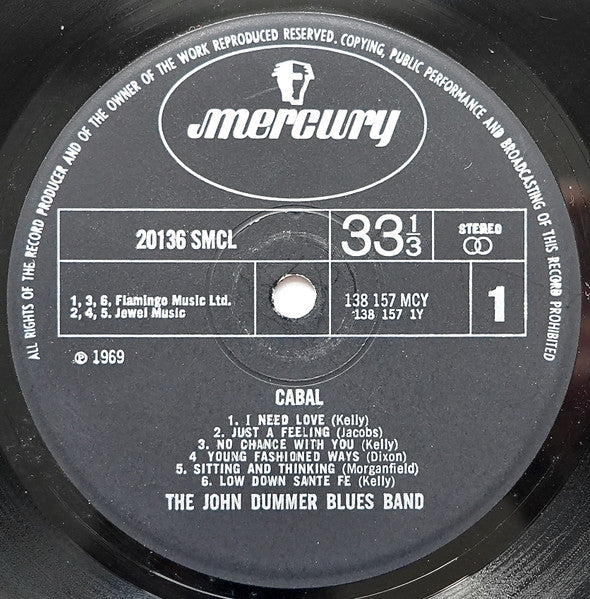 ALL RIGHTS OF THE RECORD PRODUCER AND OF THE OWNER OF THE WORK REPRODUCED RESERVED. COPYING, PUBLIC PERFORMANCE AND BROADCASTING OF THIS RECORD PROHIBITED
mercury
20136 SMCL
33 1/3
STEREO
1, 3, 6, Flamingo Music Ltd.
2, 4, 5. Jewel Music
138 157 MCY
138 157 1Y
1
℗ 1969
CABAL
1. I NEED LOVE (Kelly)
2. JUST A FEELING (Jacobs)
3. NO CHANCE WITH YOU (Kelly)
4 YOUNG FASHIONED WAYS (Dixon)
5. SITTING AND THINKING (Morganfield)
6. LOW DOWN SANTE FE (Kelly)
THE JOHN DUMMER BLUES BAND